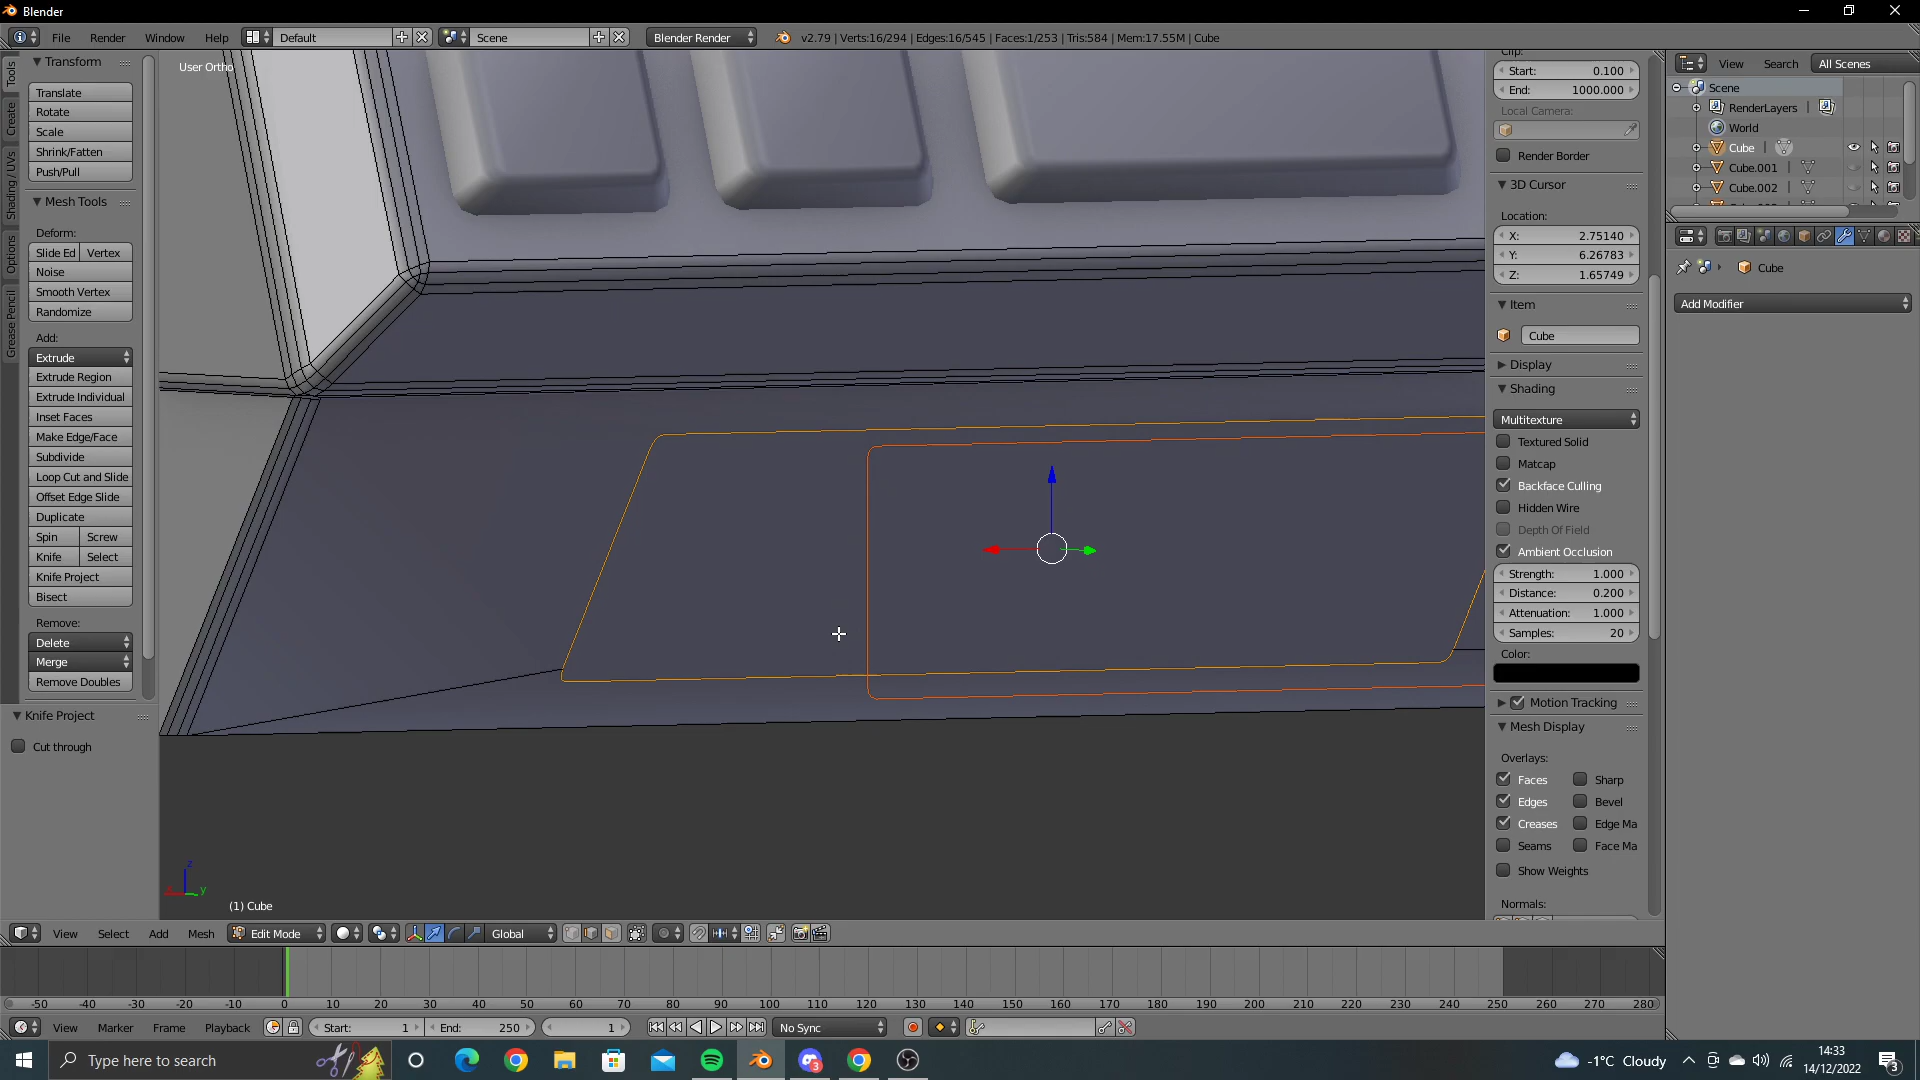 Blender
File Render Window Help Default Scene Blender Render v2.79 | Verts:16/294 | Edges:16/545 | Faces:1/253 | Tris:584 | Mem:17.55M | Cube
Tools
Create
Shading / UVs
Options
Grease Pencil
Transform
Translate
Rotate
Scale
Shrink/Fatten
Push/Pull
Mesh Tools
Deform:
Slide Ed Vertex
Noise
Smooth Vertex
Randomize
Add:
Extrude
Extrude Region
Extrude Individual
Inset Faces
Make Edge/Face
Subdivide
Loop Cut and Slide
Offset Edge Slide
Duplicate
Spin Screw
Knife Select
Knife Project
Bisect
Remove:
Delete
Merge
Remove Doubles
Knife Project
Cut through
User Ortho
z
y
(1) Cube
Clip:
Start: 0.100
End: 1000.000
Local Camera:
Render Border
3D Cursor
Location:
X: 2.75140
Y: 6.26783
Z: 1.65749
Item
Cube
Display
Shading
Multitexture
Textured Solid
Matcap
Backface Culling
Hidden Wire
Depth Of Field
Ambient Occlusion
Strength: 1.000
Distance: 0.200
Attenuation: 1.000
Samples: 20
Color:
Motion Tracking
Mesh Display
Overlays:
Faces Sharp
Edges Bevel
Creases Edge Ma
Seams Face Ma
Show Weights
Normals:
View Search All Scenes
Scene
RenderLayers |
World
Cube |
Cube.001 |
Cube.002 |
Cube
Add Modifier
View Select Add Mesh Edit Mode Global
-50 -40 -30 -20 -10 0 10 20 30 40 50 60 70 80 90 100 110 120 130 140 150 160 170 180 190 200 210 220 230 240 250 260 270 280
View Marker Frame Playback Start: 1 End: 250 1 No Sync
Type here to search 3 -1°C Cloudy 14:33 3
14/12/2022